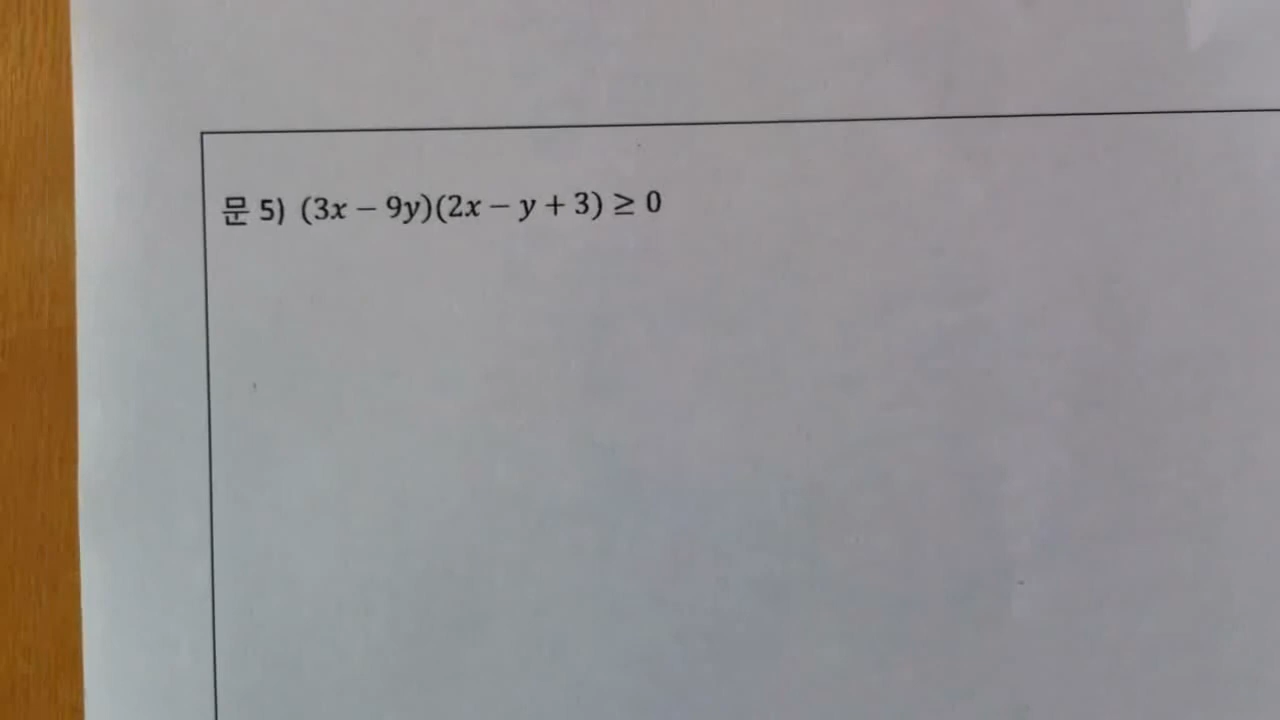 문 5) (3x − 9y)(2x − y + 3) ≥ 0